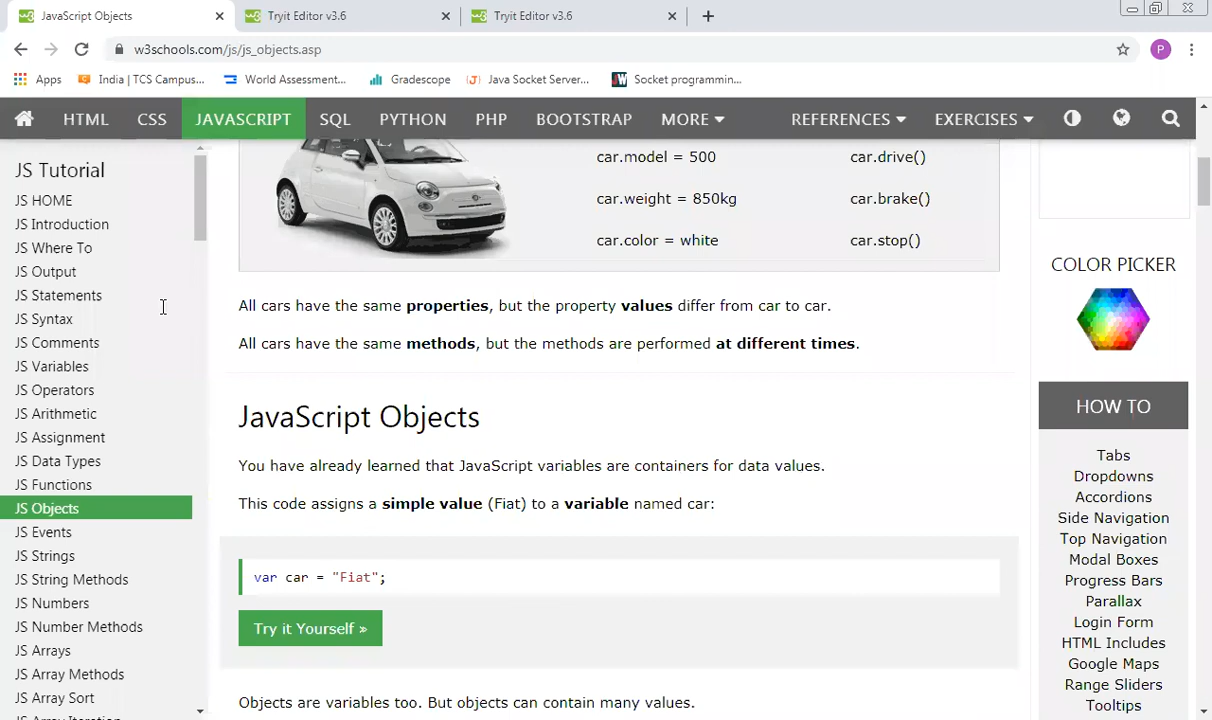 JavaScript Objects
Tryit Editor v3.6
Tryit Editor v3.6
w3schools.com/js/js_objects.asp
P
Apps
India | TCS Campus...
World Assessment...
Gradescope
Java Socket Server...
Socket programmin...
HTML
CSS
JAVASCRIPT
SQL
PYTHON
PHP
BOOTSTRAP
MORE
REFERENCES
EXERCISES
JS Tutorial
JS HOME
JS Introduction
JS Where To
JS Output
JS Statements
JS Syntax
JS Comments
JS Variables
JS Operators
JS Arithmetic
JS Assignment
JS Data Types
JS Functions
JS Objects
JS Events
JS Strings
JS String Methods
JS Numbers
JS Number Methods
JS Arrays
JS Array Methods
JS Array Sort
JS Array Iteration
car.model = 500 car.drive()
car.weight = 850kg car.brake()
car.color = white car.stop()
All cars have the same properties, but the property values differ from car to car.
All cars have the same methods, but the methods are performed at different times.
JavaScript Objects
You have already learned that JavaScript variables are containers for data values.
This code assigns a simple value (Fiat) to a variable named car:
var car = "Fiat";
Try it Yourself »
Objects are variables too. But objects can contain many values.
COLOR PICKER
HOW TO
Tabs
Dropdowns
Accordions
Side Navigation
Top Navigation
Modal Boxes
Progress Bars
Parallax
Login Form
HTML Includes
Google Maps
Range Sliders
Tooltips